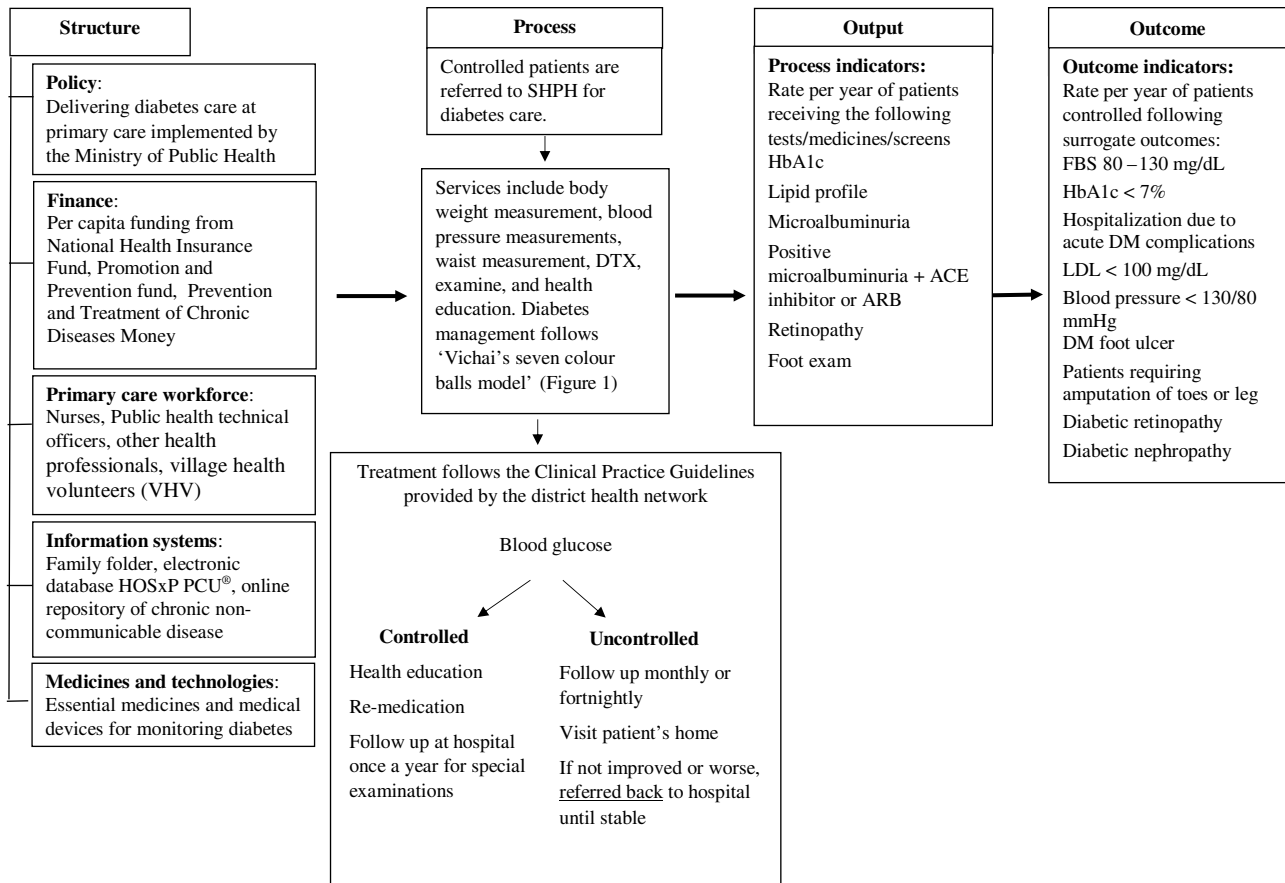 Structure
Policy:
Delivering diabetes care at
primary care implemented by
the Ministry of Public Health
Finance:
Per capita funding from
National Health Insurance
Fund, Promotion and
Prevention fund, Prevention
and Treatment of Chronic
Diseases Money
Primary care workforce:
Nurses, Public health technical
officers, other health
professionals, village health
volunteers (VHV)
Information systems:
Family folder, electronic
database HOSxP PCU®, online
repository of chronic non-
communicable disease
Medicines and technologies:
Essential medicines and medical
devices for monitoring diabetes
Process
Controlled patients are
referred to SHPH for
diabetes care.
Services include body
weight measurement, blood
pressure measurements,
waist measurement, DTX,
examine, and health
education. Diabetes
management follows
‘Vichai’s seven colour
balls model’ (Figure 1)
Treatment follows the Clinical Practice Guidelines
provided by the district health network
Blood glucose
Controlled
Health education
Re-medication
Follow up at hospital
once a year for special
examinations
Uncontrolled
Follow up monthly or
fortnightly
Visit patient’s home
If not improved or worse,
referred back to hospital
until stable
Output
Process indicators:
Rate per year of patients
receiving the following
tests/medicines/screens
HbA1c
Lipid profile
Microalbuminuria
Positive
microalbuminuria + ACE
inhibitor or ARB
Retinopathy
Foot exam
Outcome
Outcome indicators:
Rate per year of patients
controlled following
surrogate outcomes:
FBS 80 –130 mg/dL
HbA1c < 7%
Hospitalization due to
acute DM complications
LDL < 100 mg/dL
Blood pressure < 130/80
mmHg
DM foot ulcer
Patients requiring
amputation of toes or leg
Diabetic retinopathy
Diabetic nephropathy